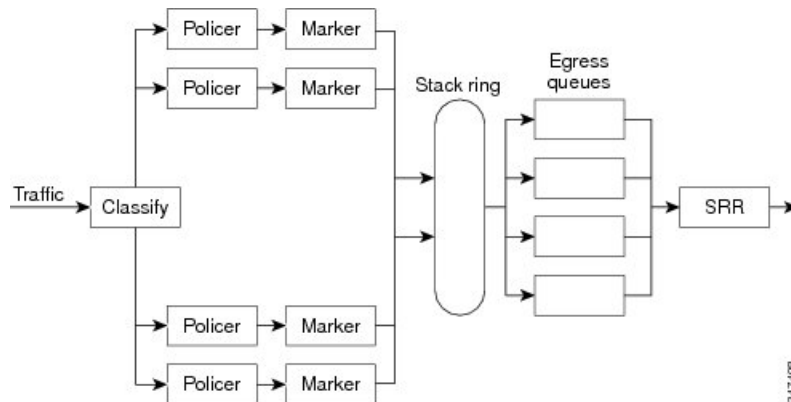 Policer
Marker
Policer
Marker
Egress
queues
Stack ring
Traffic
Classify
SRR
Policer
Marker
Policer
Marker